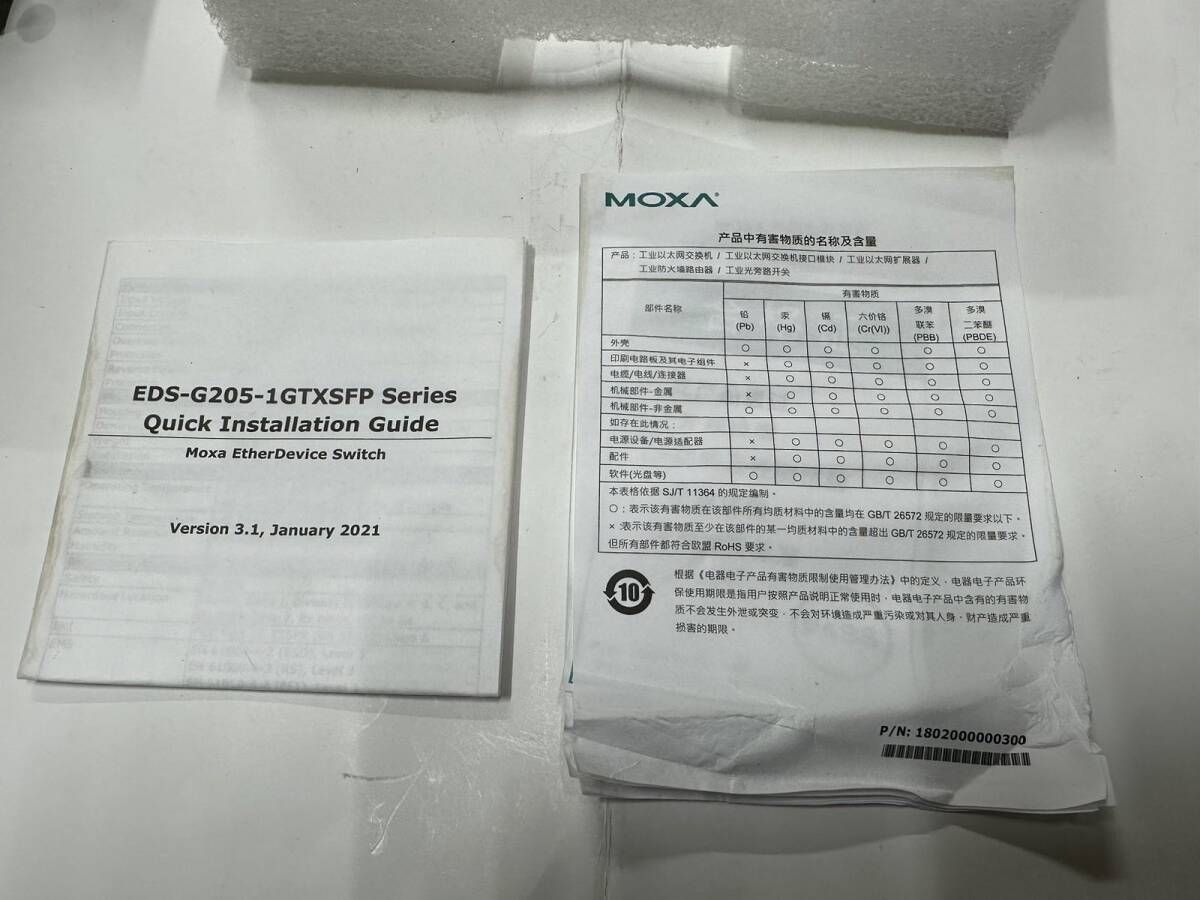 EDS-G205-1GTXSFP Series
Quick Installation Guide
Moxa EtherDevice Switch
Version 3.1, January 2021
MOXA®
产品中有害物质的名称及含量
产品：工业以太网交换机 / 工业以太网交换机接口模块 / 工业以太网扩展器 /
工业防火墙路由器 / 工业光旁路开关
部件名称 有害物质
铅 (Pb) 汞 (Hg) 镉 (Cd) 六价铬 (Cr(VI)) 多溴联苯 (PBB) 多溴二苯醚 (PBDE)
外壳 ○ ○ ○ ○ ○ ○
印刷电路板及其电子组件 × ○ ○ ○ ○ ○
电缆/电线/连接器 × ○ ○ ○ ○ ○
机械部件-金属 × ○ ○ ○ ○ ○
机械部件-非金属 ○ ○ ○ ○ ○ ○
如存在此情况：
电源设备/电源适配器 × ○ ○ ○ ○ ○
配件 × ○ ○ ○ ○ ○
软件(光盘等) ○ ○ ○ ○ ○ ○
本表格依据 SJ/T 11364 的规定编制。
○：表示该有害物质在该部件所有均质材料中的含量均在 GB/T 26572 规定的限量要求以下。
×:表示该有害物质至少在该部件的某一均质材料中的含量超出 GB/T 26572 规定的限量要求。
但所有部件都符合欧盟 RoHS 要求。
10
根据《电器电子产品有害物质限制使用管理办法》中的定义，电器电子产品环
保使用期限是指用户按照产品说明正常使用时，电器电子产品中含有的有害物
质不会发生外泄或突变，不会对环境造成严重污染或对其人身、财产造成严重
损害的期限。
P/N: 1802000000300